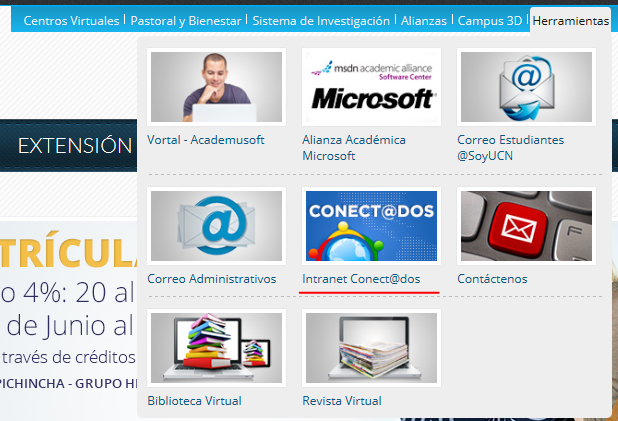 Centros Virtuales | Pastoral y Bienestar | Sistema de Investigación | Alianzas | Campus 3D | Herramientas
msdn academic alliance
Software Center
Microsoft®
Vortal - Academusoft
Alianza Académica
Microsoft
Correo Estudiantes
@SoyUCN
EXTENSIÓN
CONECT@DOS
Correo Administrativos
Intranet Conect@dos
Contáctenos
TRÍCUL
o 4%: 20 al
de Junio al
través de créditos
PICHINCHA - GRUPO H
Biblioteca Virtual
Revista Virtual